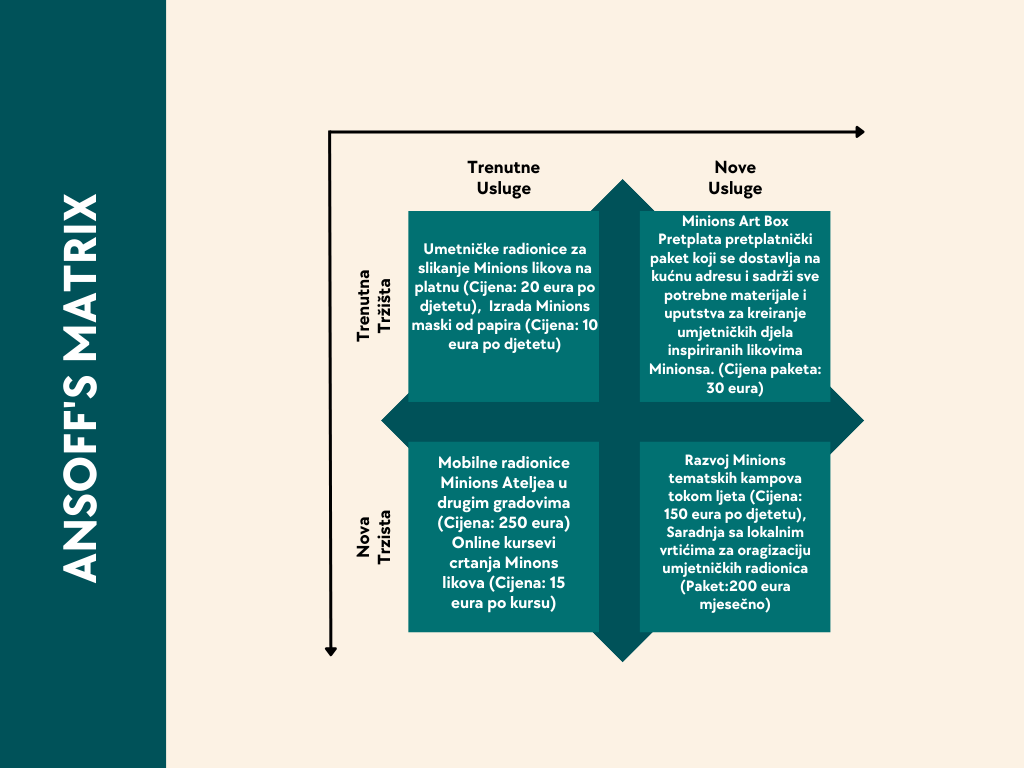 ANSOFF'S MATRIX
Trenutne
Usluge
Nove
Usluge
Trenutna
Tržišta
Umetničke radionice za
slikanje Minions likova na
platnu (Cijena: 20 eura po
djetetu), Izrada Minions
maski od papira (Cijena: 10
eura po djetetu)
Minions Art Box
Pretplata pretplatnički
paket koji se dostavlja na
kućnu adresu i sadrži sve
potrebne materijale i
uputstva za kreiranje
umjetničkih djela
inspiriranih likovima
Minionsa. (Cijena paketa:
30 eura)
Nova
Trzista
Mobilne radionice
Minions Ateljea u
drugim gradovima
(Cijena: 250 eura)
Online kursevi
crtanja Minons
likova (Cijena: 15
eura po kursu)
Razvoj Minions
tematskih kampova
tokom ljeta (Cijena:
150 eura po djetetu),
Saradnja sa lokalnim
vrtićima za oragizaciju
umjetničkih radionica
(Paket:200 eura
mjesečno)